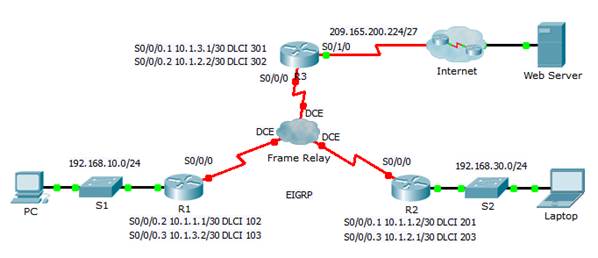 209.165.200.224/27
S0/0/0.1 10.1.3.1/30 DLCI 301
S0/0/0.2 10.1.2.2/30 DLCI 302
S0/1/0
R3
S0/0/0
Internet
Web Server
DCE
DCE
DCE
Frame Relay
192.168.10.0/24
S0/0/0
S0/0/0
192.168.30.0/24
PC
S1
R1
EIGRP
R2
S2
Laptop
S0/0/0.2 10.1.1.1/30 DLCI 102
S0/0/0.3 10.1.3.2/30 DLCI 103
S0/0/0.1 10.1.1.2/30 DLCI 201
S0/0/0.3 10.1.2.1/30 DLCI 203